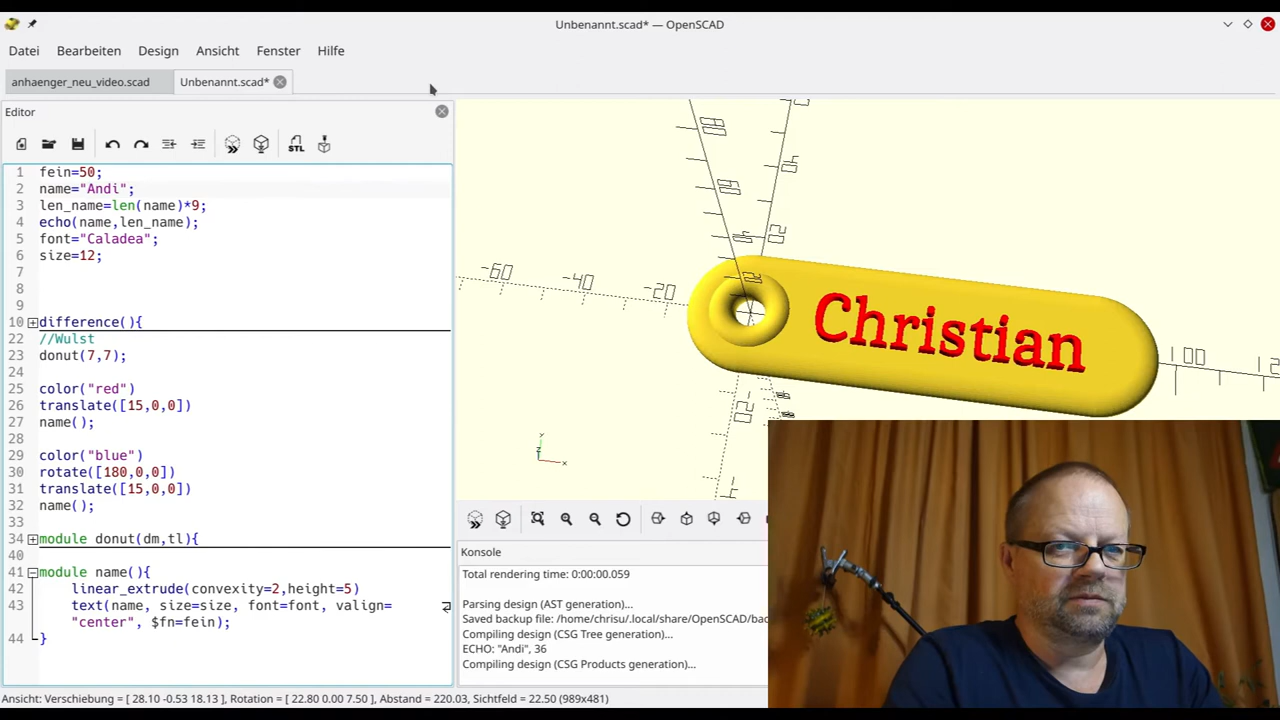 Unbenannt.scad* — OpenSCAD
Datei Bearbeiten Design Ansicht Fenster Hilfe
anhaenger_neu_video.scad Unbenannt.scad*
Editor
STL
1 fein=50;
2 name="Andi";
3 len_name=len(name)*9;
4 echo(name,len_name);
5 font="Caladea";
6 size=12;
7
8
9
10 difference(){
22 //Wulst
23 donut(7,7);
24
25 color("red")
26 translate([15,0,0])
27 name();
28
29 color("blue")
30 rotate([180,0,0])
31 translate([15,0,0])
32 name();
33
34 module donut(dm,tl){
40
41 module name(){
42 linear_extrude(convexity=2,height=5)
43 text(name, size=size, font=font, valign=
"center", $fn=fein);
44 }
-60 -40 -20
20
100
-20
Christian
Konsole
Total rendering time: 0:00:00.059
Parsing design (AST generation)...
Saved backup file: /home/chrisu/.local/share/OpenSCAD/bac
Compiling design (CSG Tree generation)...
ECHO: "Andi", 36
Compiling design (CSG Products generation)...
Ansicht: Verschiebung = [ 28.10 -0.53 18.13 ], Rotation = [ 22.80 0.00 7.50 ], Abstand = 220.03, Sichtfeld = 22.50 (989x481)